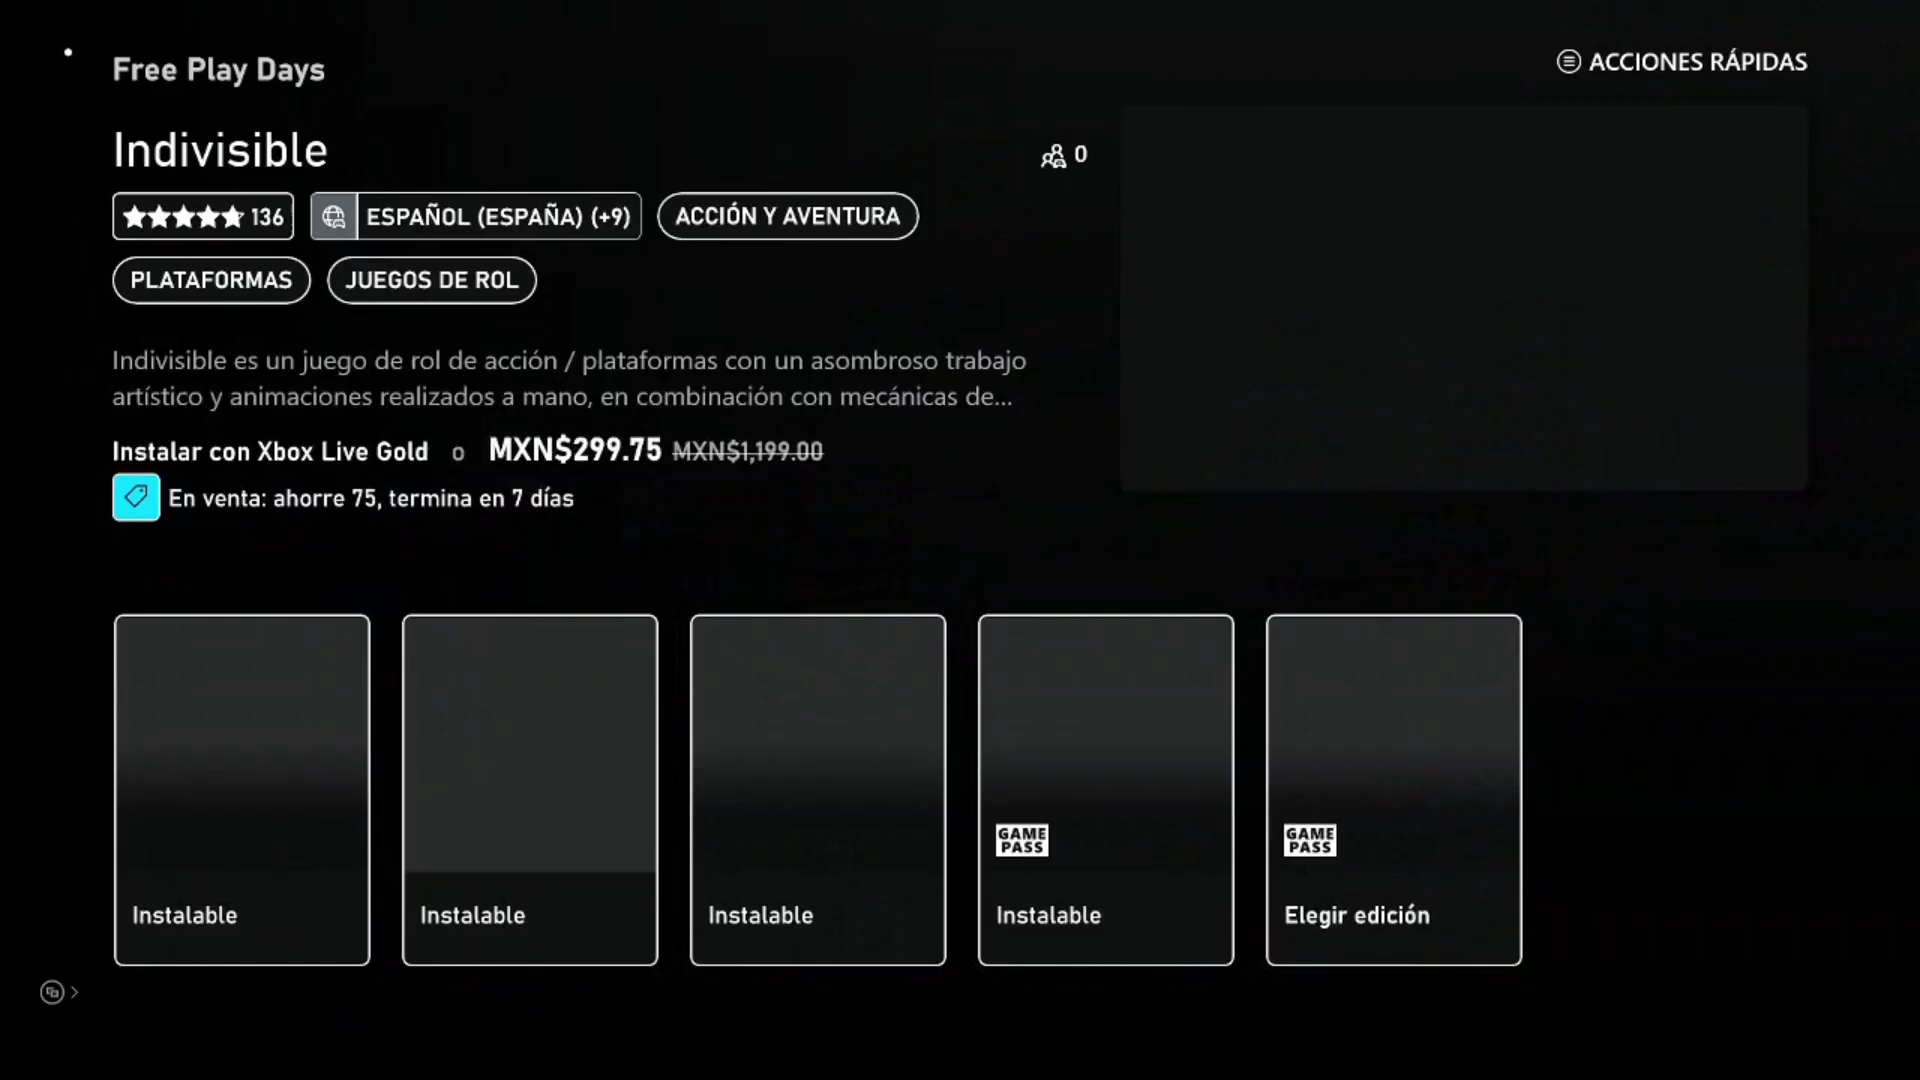 Free Play Days
ACCIONES RÁPIDAS
Indivisible
0
136
ESPAÑOL (ESPAÑA) (+9)
ACCIÓN Y AVENTURA
PLATAFORMAS
JUEGOS DE ROL
Indivisible es un juego de rol de acción / plataformas con un asombroso trabajo
artístico y animaciones realizados a mano, en combinación con mecánicas de...
Instalar con Xbox Live Gold o MXN$299.75 MXN$1,199.00
En venta: ahorre 75, termina en 7 días
GAME
PASS
GAME
PASS
Instalable
Instalable
Instalable
Instalable
Elegir edición